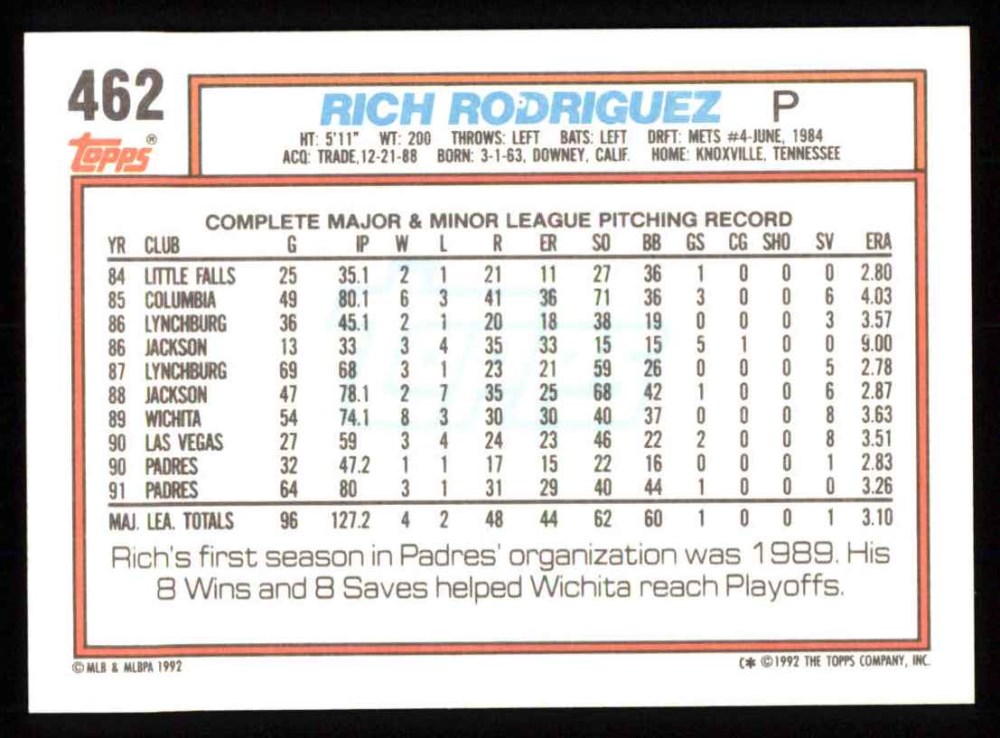 462
topps®
RICH RODRIGUEZ P
HT: 5'11" WT: 200 THROWS: LEFT BATS: LEFT DRFT: METS #4-JUNE, 1984
ACQ: TRADE,12-21-88 BORN: 3-1-63, DOWNEY, CALIF. HOME: KNOXVILLE, TENNESSEE
COMPLETE MAJOR & MINOR LEAGUE PITCHING RECORD
YR CLUB G IP W L R ER SO BB GS CG SHO SV ERA
84 LITTLE FALLS 25 35.1 2 1 21 11 27 36 1 0 0 0 2.80
85 COLUMBIA 49 80.1 6 3 41 36 71 36 3 0 0 6 4.03
86 LYNCHBURG 36 45.1 2 1 20 18 38 19 0 0 0 3 3.57
86 JACKSON 13 33 3 4 35 33 15 15 5 1 0 0 9.00
87 LYNCHBURG 69 68 3 1 23 21 59 26 0 0 0 5 2.78
88 JACKSON 47 78.1 2 7 35 25 68 42 1 0 0 6 2.87
89 WICHITA 54 74.1 8 3 30 30 40 37 0 0 0 8 3.63
90 LAS VEGAS 27 59 3 4 24 23 46 22 2 0 0 8 3.51
90 PADRES 32 47.2 1 1 17 15 22 16 0 0 0 1 2.83
91 PADRES 64 80 3 1 31 29 40 44 1 0 0 0 3.26
MAJ. LEA. TOTALS 96 127.2 4 2 48 44 62 60 1 0 0 1 3.10
Rich's first season in Padres' organization was 1989. His
8 Wins and 8 Saves helped Wichita reach Playoffs.
© MLB & MLBPA 1992
(* © 1992 THE TOPPS COMPANY, INC.